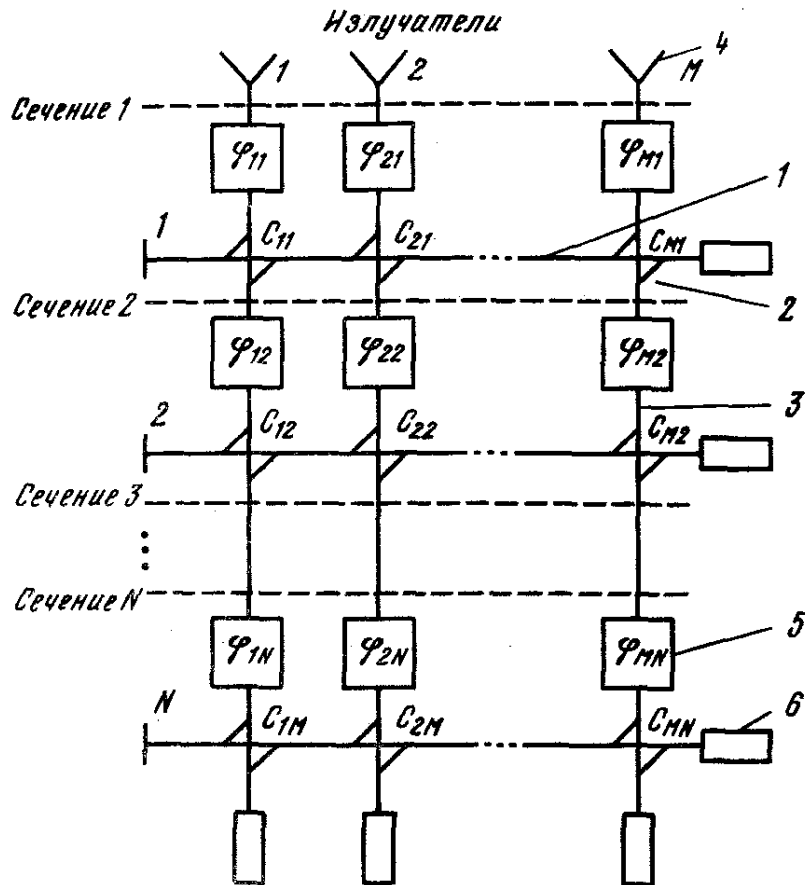 Излучатели
1 2 M 4
Сечение 1
φ11 φ21 φM1
1
1 C11 C21 CM1
2
Сечение 2
φ12 φ22 φM2
3
2 C12 C22 CM2
Сечение 3
Сечение N
φ1N φ2N φMN 5
N C1M C2M CMN 6